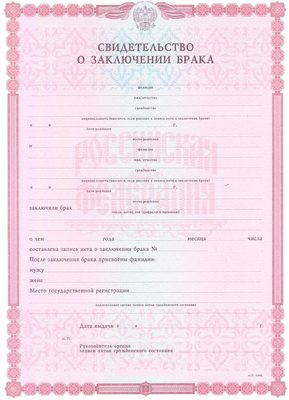 СВИДЕТЕЛЬСТВО
О ЗАКЛЮЧЕНИИ БРАКА
фамилия
имя, отчество
гражданство
национальность (вносится, если указана в записи акта о заключении брака)
« » г.
дата рождения
место рождения
и
фамилия
имя, отчество
гражданство
национальность (вносится, если указана в записи акта о заключении брака)
« » г.
дата рождения
место рождения
РОССИЙСКАЯ
ФЕДЕРАЦИЯ
заключили брак
число, месяц, год (цифрами и прописью)
о чем года месяца числа
составлена запись акта о заключении брака №
После заключения брака присвоены фамилии:
мужу
жене
Место государственной регистрации
наименование органа записи актов гражданского состояния
Дата выдачи « » г.
М.П.
Руководитель органа
записи актов гражданского состояния